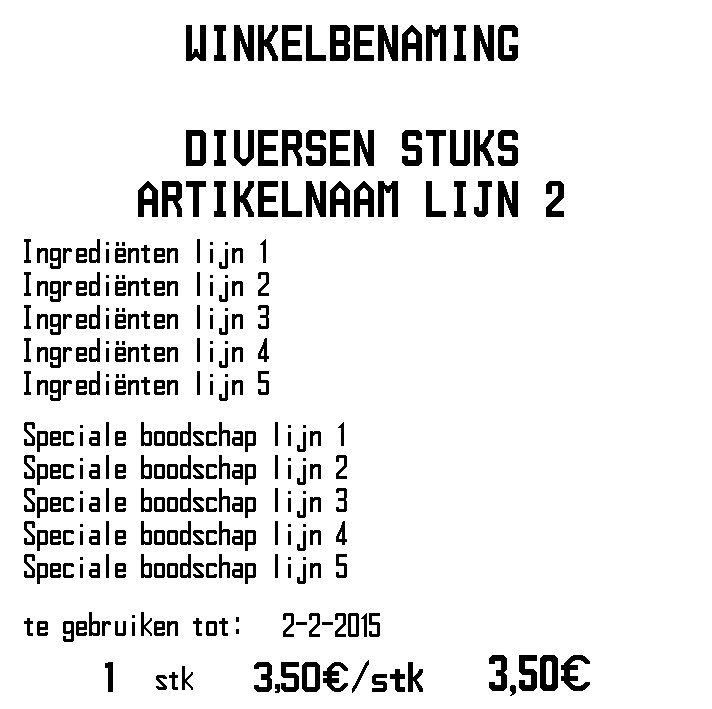 WINKELBENAMING
DIVERSEN STUKS
ARTIKELNAAM LIJN 2
Ingrediënten lijn 1
Ingrediënten lijn 2
Ingrediënten lijn 3
Ingrediënten lijn 4
Ingrediënten lijn 5
Speciale boodschap lijn 1
Speciale boodschap lijn 2
Speciale boodschap lijn 3
Speciale boodschap lijn 4
Speciale boodschap lijn 5
te gebruiken tot: 2-2-2015
1 stk 3,50€/stk 3,50€